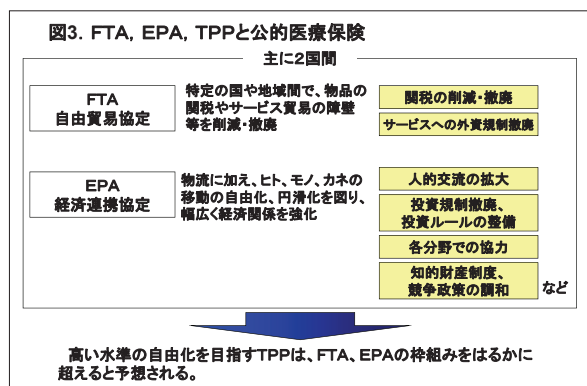 図3. FTA, EPA, TPPと公的医療保険
主に2国間
FTA
自由貿易協定
特定の国や地域間で、物品の
関税やサービス貿易の障壁
等を削減・撤廃
関税の削減・撤廃
サービスへの外資規制撤廃
EPA
経済連携協定
物流に加え、ヒト、モノ、カネの
移動の自由化、円滑化を図り、
幅広く経済関係を強化
人的交流の拡大
投資規制撤廃、
投資ルールの整備
各分野での協力
知的財産制度、
競争政策の調和
など
高い水準の自由化を目指すTPPは、FTA、EPAの枠組みをはるかに
超えると予想される。